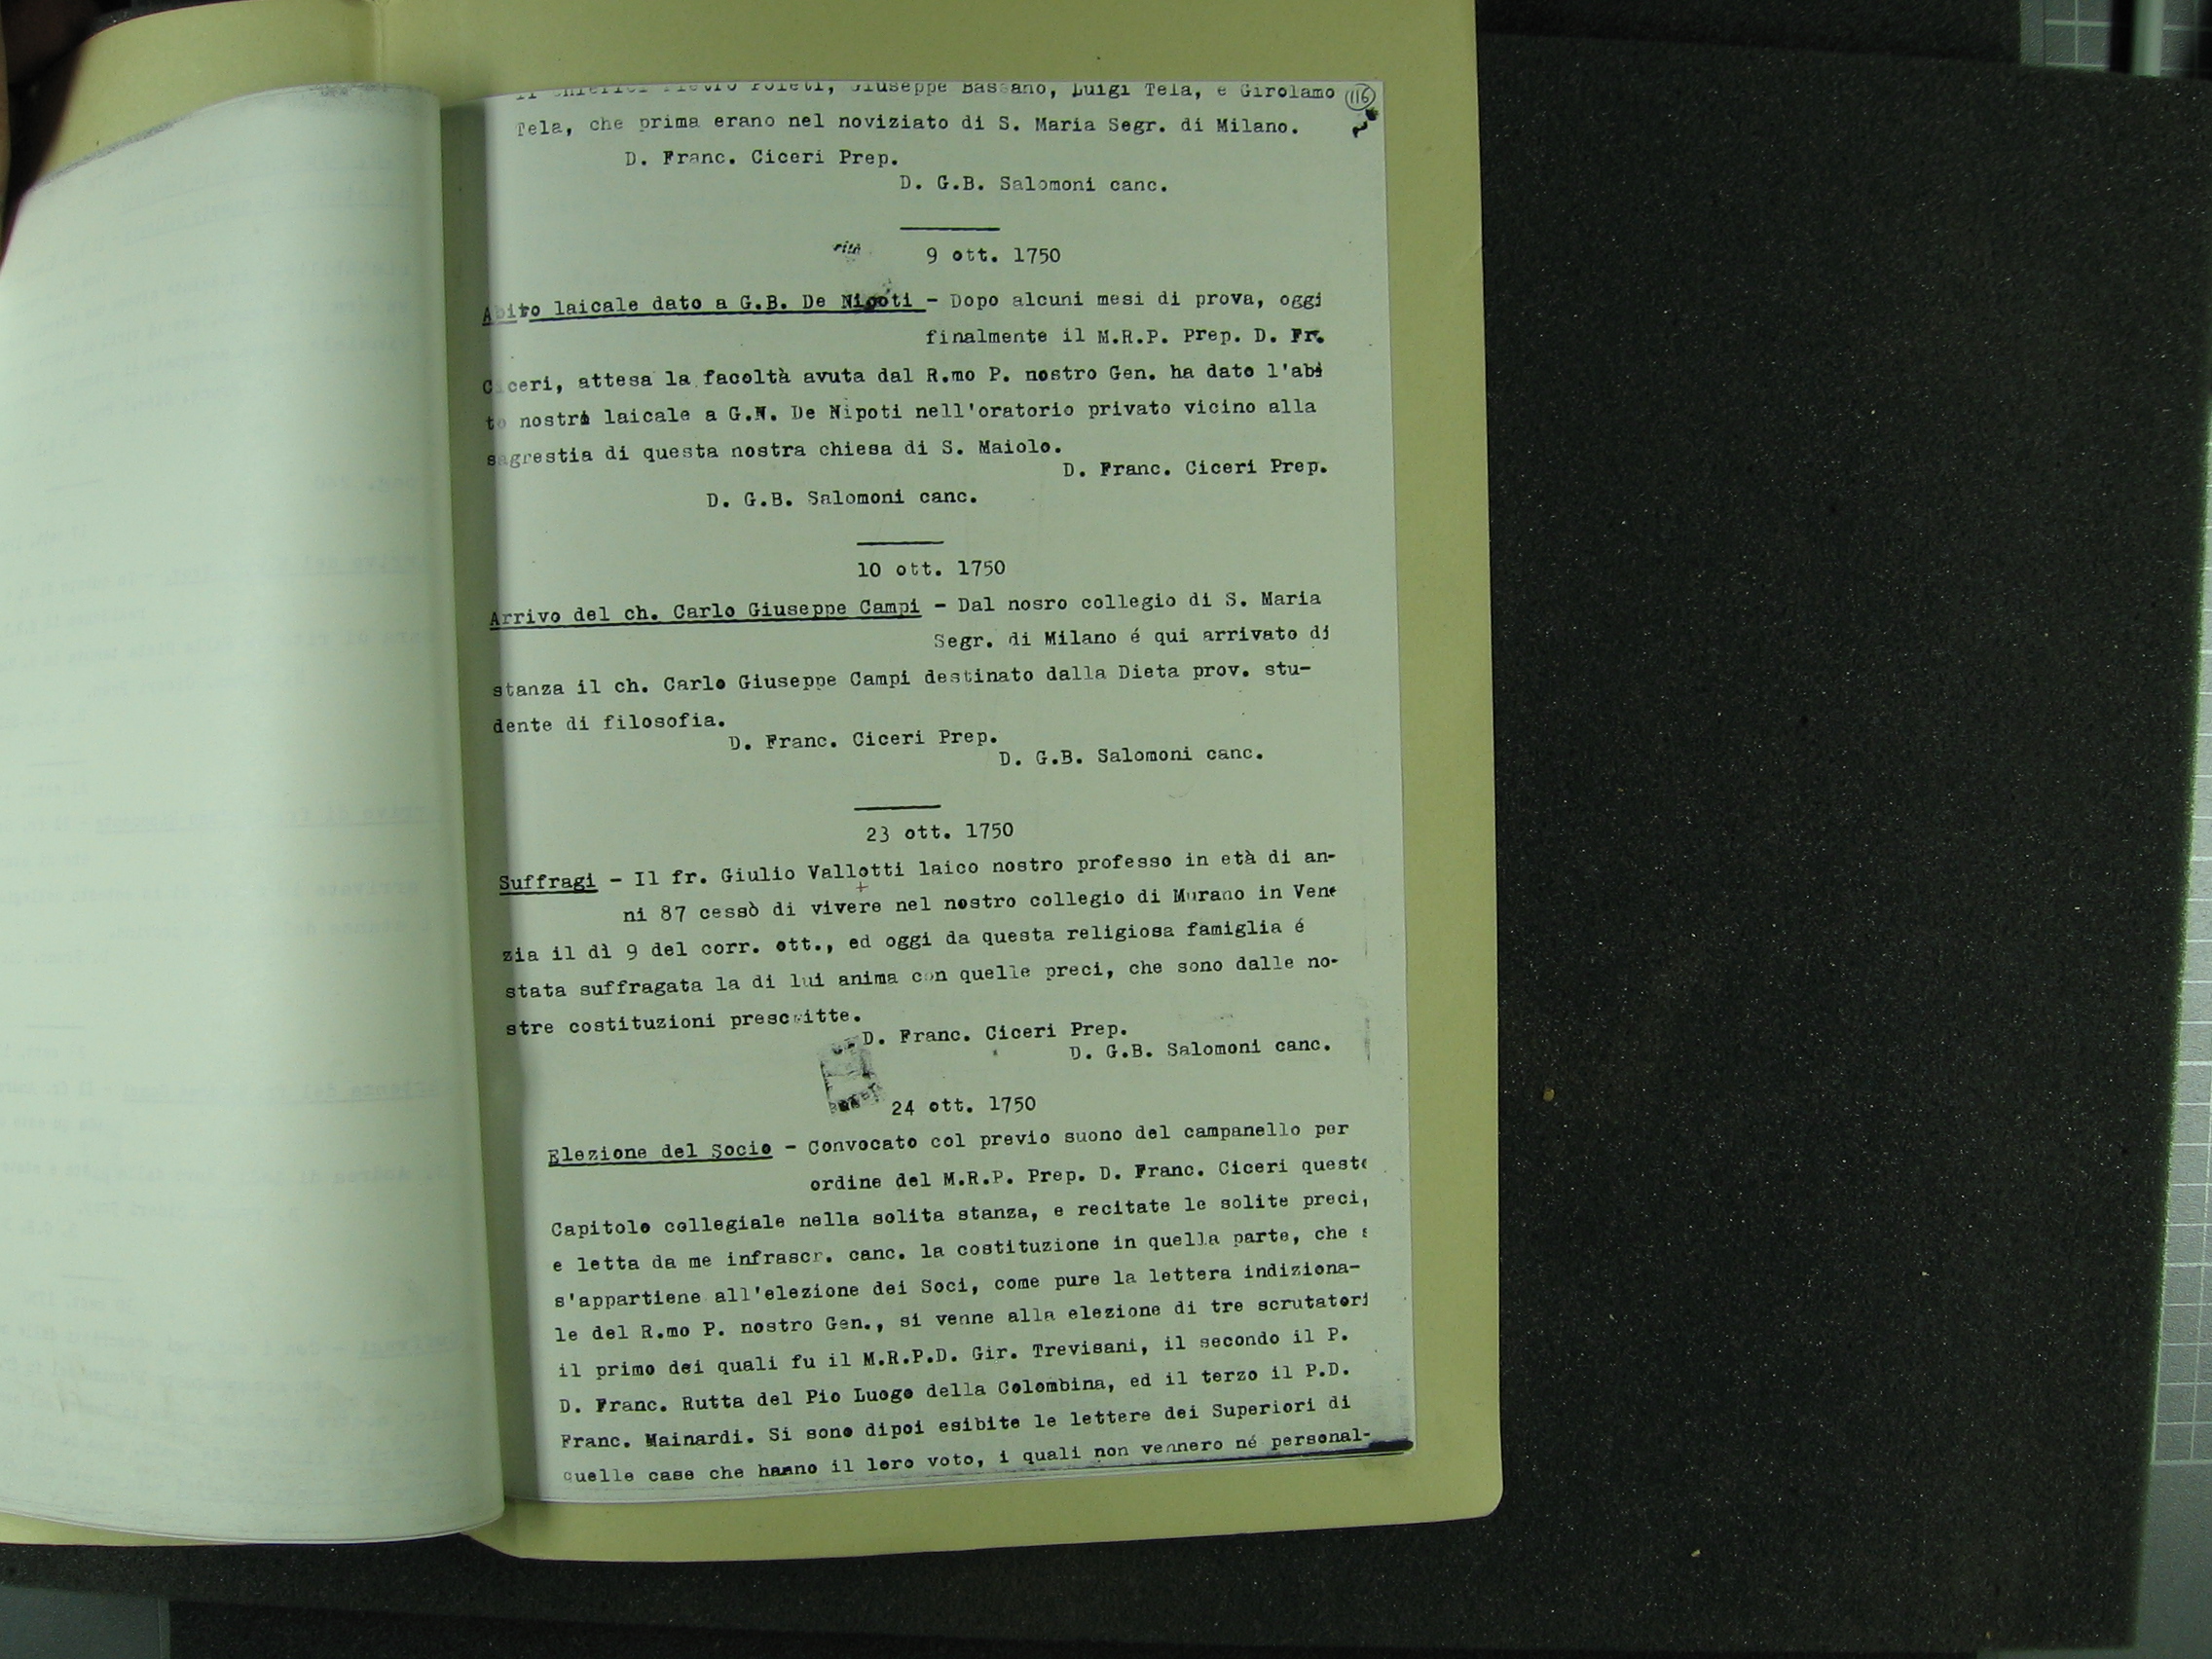 chierici Pietro Poleti, Giuseppe Bassano, Luigi Tela, e Girolamo
116
Tela, che prima erano nel noviziato di S. Maria Segr. di Milano.
D. Franc. Ciceri Prep.
D. G.B. Salomoni canc.
9 ott. 1750
Abito laicale dato a G.B. De Nipoti - Dopo alcuni mesi di prova, oggi
finalmente il M.R.P. Prep. D. Fr.
Ciceri, attesa la facoltà avuta dal R.mo P. nostro Gen. ha dato l'abi
to nostro laicale a G.N. De Nipoti nell'oratorio privato vicino alla
sagrestia di questa nostra chiesa di S. Maiolo.
D. Franc. Ciceri Prep.
D. G.B. Salomoni canc.
10 ott. 1750
Arrivo del ch. Carlo Giuseppe Campi - Dal nosro collegio di S. Maria
Segr. di Milano é qui arrivato di
stanza il ch. Carlo Giuseppe Campi destinato dalla Dieta prov. stu-
dente di filosofia.
D. Franc. Ciceri Prep.
D. G.B. Salomoni canc.
23 ott. 1750
Suffragi - Il fr. Giulio Vallotti laico nostro professo in età di an-
ni 87 cessò di vivere nel nostro collegio di Murano in Vene
zia il dì 9 del corr. ott., ed oggi da questa religiosa famiglia é
stata suffragata la di lui anima con quelle preci, che sono dalle no-
stre costituzioni prescritte.
D. Franc. Ciceri Prep.
D. G.B. Salomoni canc.
24 ott. 1750
Elezione del Socio - Convocato col previo suono del campanello per
ordine del M.R.P. Prep. D. Franc. Ciceri questo
Capitolo collegiale nella solita stanza, e recitate le solite preci,
e letta da me infrascr. canc. la costituzione in quella parte, che
s'appartiene all'elezione dei Soci, come pure la lettera indiziona-
le del R.mo P. nostro Gen., si venne alla elezione di tre scrutatori
il primo dei quali fu il M.R.P.D. Gir. Trevisani, il secondo il P.
D. Franc. Rutta del Pio Luogo della Colombina, ed il terzo il P.D.
Franc. Mainardi. Si sono dipoi esibite le lettere dei Superiori di
quelle case che hanno il loro voto, i quali non vennero né personal-